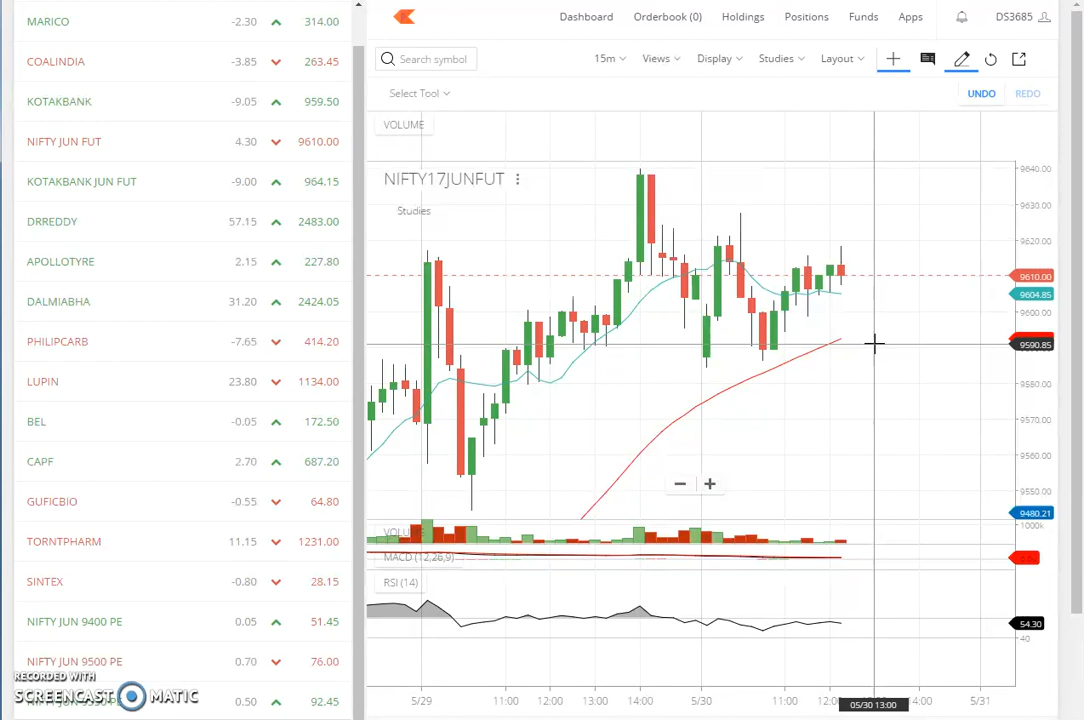 MARICO -2.30 314.00
COALINDIA -3.85 263.45
KOTAKBANK -9.05 959.50
NIFTY JUN FUT 4.30 9610.00
KOTAKBANK JUN FUT -9.00 964.15
DRREDDY 57.15 2483.00
APOLLOTYRE 2.15 227.80
DALMIABHA 31.20 2424.05
PHILIPCARB -7.65 414.20
LUPIN 23.80 1134.00
BEL -0.05 172.50
CAPF 2.70 687.20
GUFICBIO -0.55 64.80
TORNTPHARM 11.15 1231.00
SINTEX -0.80 28.15
NIFTY JUN 9400 PE 0.05 51.45
NIFTY JUN 9500 PE 0.70 76.00
0.50 92.45
RECORDED WITH
SCREENCAST MATIC
Dashboard Orderbook (0) Holdings Positions Funds Apps DS3685
Search symbol 15m Views Display Studies Layout
Select Tool UNDO REDO
VOLUME
NIFTY17JUNFUT
Studies
9640.00
9630.00
9620.00
9610.00
9604.85
9600.00
9590.85
9580.00
9570.00
9560.00
9550.00
9480.21
1000k
VOLUME
MACD (12,26,9)
RSI (14)
54.30
40
5/29 11:00 12:00 13:00 14:00 5/30 11:00 12:00 14:00 5/31
05/30 13:00